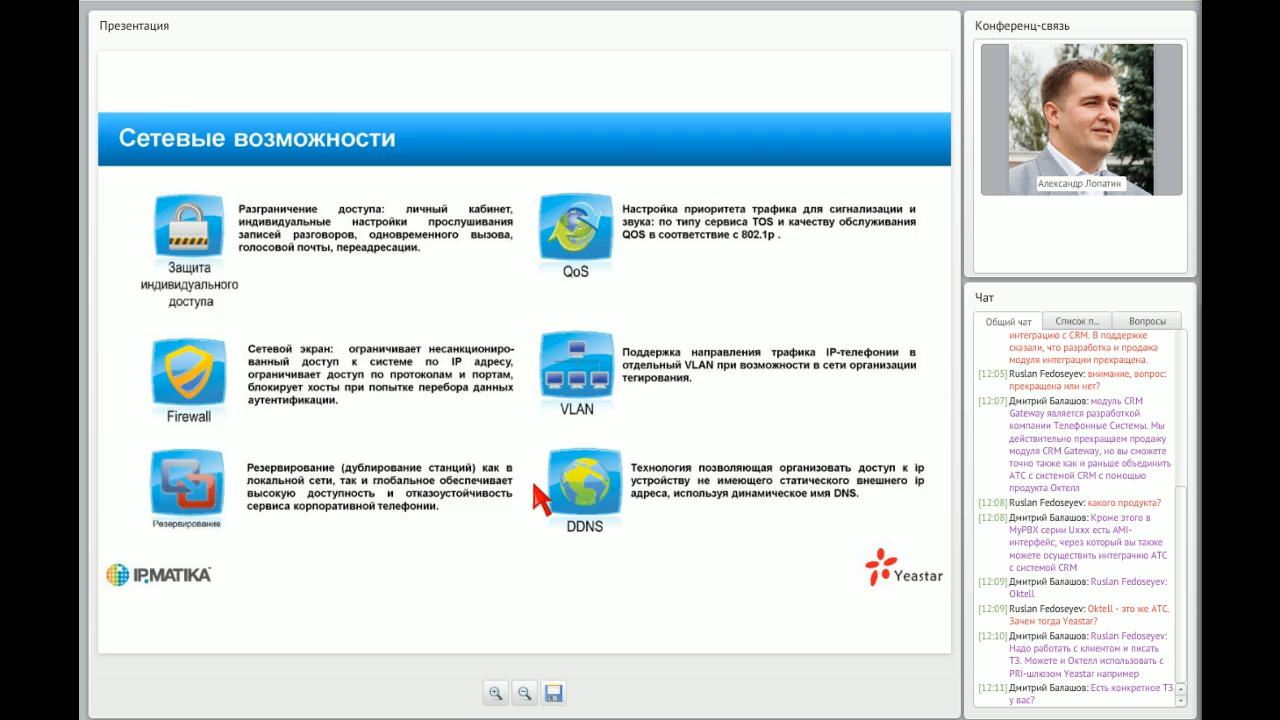 Презентация
Сетевые возможности
Разграничение доступа: личный кабинет,
индивидуальные настройки прослушивания
записей разговоров, одновременного вызова,
голосовой почты, переадресации.
Защита
индивидуального
доступа
Настройка приоритета трафика для сигнализации и
звука: по типу сервиса TOS и качеству обслуживания
QOS в соответствие с 802.1p .
QoS
Сетевой экран: ограничивает несанкциониро-
ванный доступ к системе по IP адресу,
ограничивает доступ по протоколам и портам,
блокирует хосты при попытке перебора данных
аутентификации.
Firewall
Поддержка направления трафика IP-телефонии в
отдельный VLAN при возможности в сети организации
тегирования.
VLAN
Резервирование (дублирование станций) как в
локальной сети, так и глобальное обеспечивает
высокую доступность и отказоустойчивость
сервиса корпоративной телефонии.
Резервирование
Технология позволяющая организовать доступ к ip
устройству не имеющего статического внешнего ip
адреса, используя динамическое имя DNS.
DDNS
IPMATIKA
Yeastar
Конференц-связь
Александр Лопатин
Чат
Общий чат
Список п...
Вопросы
интеграцию с CRM. В поддержке
сказали, что разработка и продажа
модуля интеграции прекращена.
[12:05] Ruslan Fedoseyev: внимание, вопрос:
прекращена или нет?
[12:07] Дмитрий Балашов: модуль CRM
Gateway является разработкой
компании Телефонные Системы. Мы
действительно прекращаем продажу
модуля CRM Gateway, но вы сможете
точно также как и раньше объединить
АТС с системой CRM с помощью
продукта Октелл
[12:08] Ruslan Fedoseyev: какого продукта?
[12:08] Дмитрий Балашов: Кроме этого в
MyPBX серии Uxxx есть AMI-
интерфейс, через который вы также
можете осуществить интеграчию АТС
с системой CRM
[12:09] Дмитрий Балашов: Ruslan Fedoseyev:
Oktell
[12:09] Ruslan Fedoseyev: Oktell - это же АТС.
Зачем тогда Yeastar?
[12:10] Дмитрий Балашов: Ruslan Fedoseyev:
Надо работать с клиентом и писать
ТЗ. Можете и Октелл использовать с
PRI-шлюзом Yeastar например
[12:11] Дмитрий Балашов: Есть конкретное ТЗ
у вас?